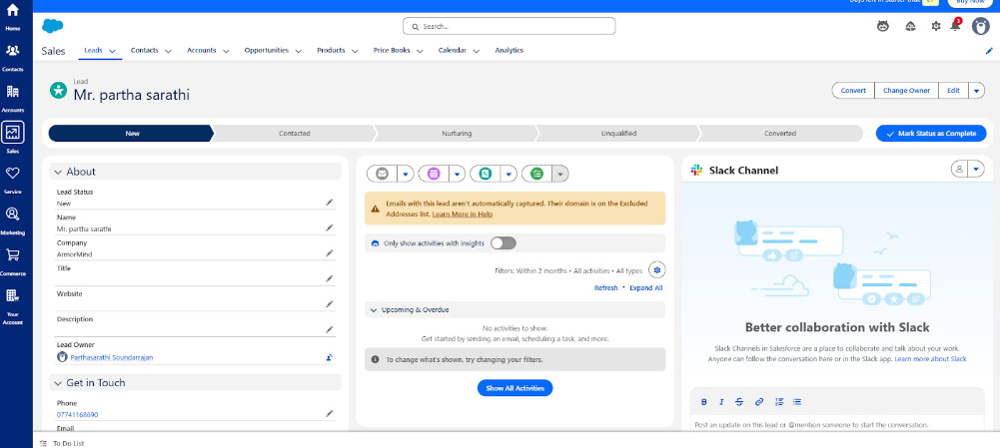 Days left in Starter Trial
Buy Now
Home
Search...
3
Sales
Leads
Contacts
Accounts
Opportunities
Products
Price Books
Calendar
Analytics
Contacts
Accounts
Sales
Service
Marketing
Commerce
Your
Account
Lead
Mr. partha sarathi
Convert
Change Owner
Edit
New
Contacted
Nurturing
Unqualified
Converted
Mark Status as Complete
About
Lead Status
New
Name
Mr. partha sarathi
Company
ArmorMind
Title
Website
Description
Lead Owner
Parthasarathi Soundarrajan
Get in Touch
Phone
07741168690
Email
Emails with this lead aren't automatically captured. Their domain is on the Excluded
Addresses list. Learn More in Help
Only show activities with insights
Filters: Within 2 months • All activities • All types
Refresh • Expand All
Upcoming & Overdue
No activities to show.
Get started by sending an email, scheduling a task, and more.
To change what's shown, try changing your filters.
Show All Activities
Slack Channel
Better collaboration with Slack
Slack Channels in Salesforce are a place to collaborate and talk about your work.
Anyone can follow the conversation here or in the Slack app. Learn more about Slack
B I S
Post an update on this lead or @mention someone to start the conversation.
To Do List